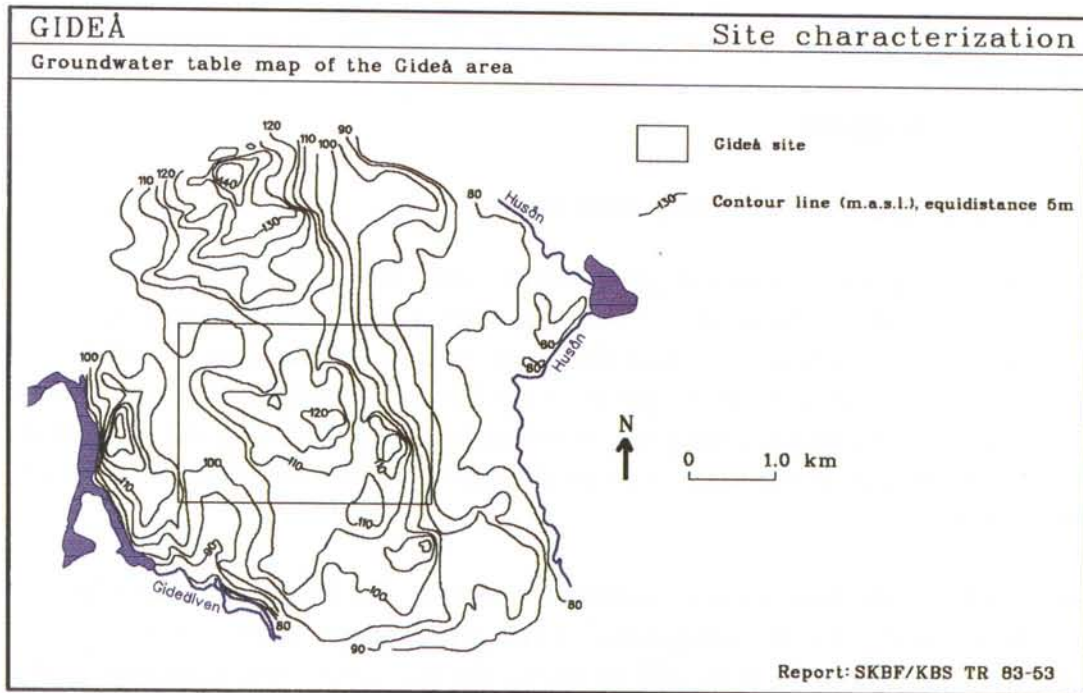 GIDEÅ
Site characterization
Groundwater table map of the Gideå area
120
90
110
100
110
120
140
130
80
Husån
Gideå site
130
Contour line (m.a.s.l.), equidistance 5m
80
80
Husån
100
120
110
110
110
100
110
90
100
Gideälven
80
80
90
N
0 1.0 km
Report: SKBF/KBS TR 83-53